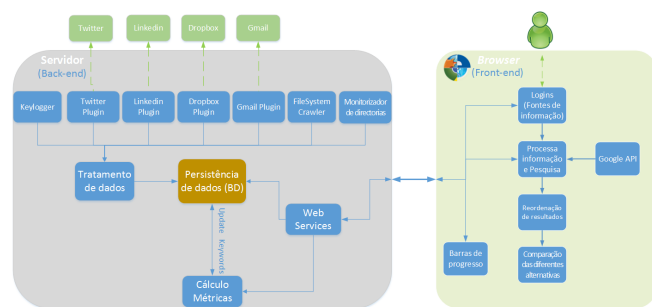 Twitter
Linkedin
Dropbox
Gmail
Servidor
(Back-end)
Browser
(Front-end)
Keylogger
Twitter
Plugin
Linkedin
Plugin
Dropbox
Plugin
Gmail Plugin
FileSystem
Crawler
Monitorizador
de directorias
Logins
(Fontes de
informação)
Tratamento
de dados
Persistência
de dados (BD)
Processa
informação
e Pesquisa
Google API
Update Keywords
Web
Services
Reordenação
de resultados
Barras de
progresso
Comparação
das diferentes
alternativas
Cálculo
Métricas